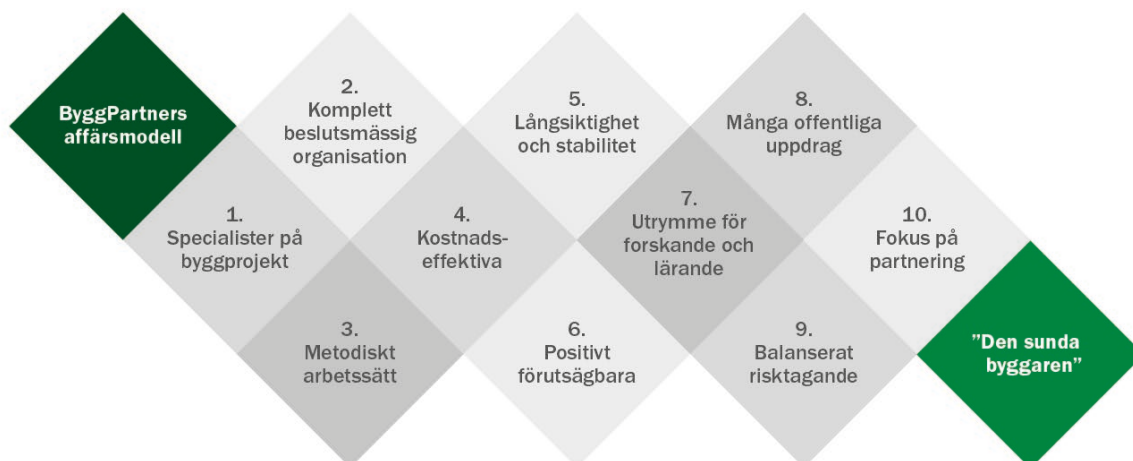 ByggPartners
affärsmodell
1.
Specialister på
byggprojekt
2.
Komplett
beslutsmässig
organisation
3.
Metodiskt
arbetssätt
4.
Kostnads-
effektiva
5.
Långsiktighet
och stabilitet
6.
Positivt
förutsägbara
7.
Utrymme för
forskande och
lärande
8.
Många offentliga
uppdrag
9.
Balanserat
risktagande
10.
Fokus på
partnering
”Den sunda
byggaren”